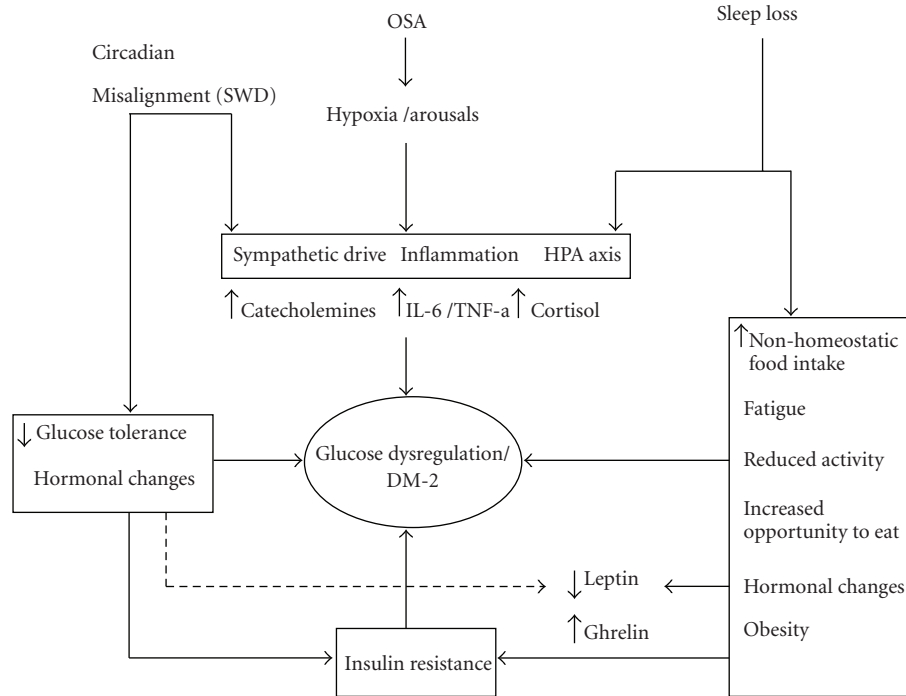 OSA
Sleep loss
Circadian
Misalignment (SWD)
Hypoxia /arousals
Sympathetic drive Inflammation HPA axis
↑ Catecholemines ↑ IL-6 /TNF-a ↑ Cortisol
↑ Non-homeostatic
food intake
Fatigue
Reduced activity
Increased
opportunity to eat
Hormonal changes
Obesity
↓ Glucose tolerance
Hormonal changes
Glucose dysregulation/
DM-2
↓ Leptin
↑ Ghrelin
Insulin resistance